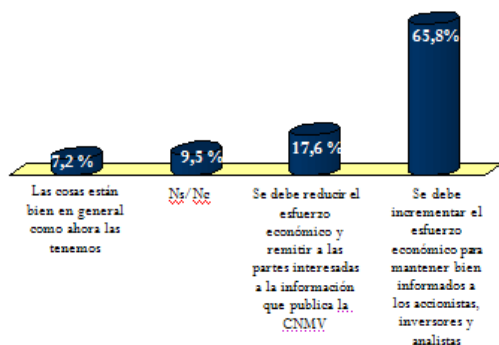 65,8%
17,6 %
9,5 %
7,2 %
Las cosas están
bien en general
como ahora las
tenemos
Ns/Nc
Se debe reducir el
esfuerzo
económico y
remitir a las
partes interesadas
a la información
que publica la
CNMV
Se debe
incrementar el
esfuerzo
económico para
mantener bien
informados a
los accionistas,
inversores y
analistas